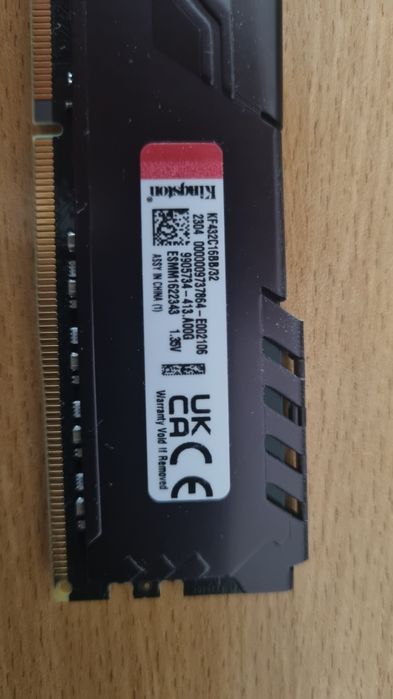 Kingston®
KF432C16BB/32
2304 0000009737864-E002106
9905734-413.A00G
ESMM1622343 1.35V
ASSY IN CHINA (1)
UK
CA
CE
Warranty Void If Removed